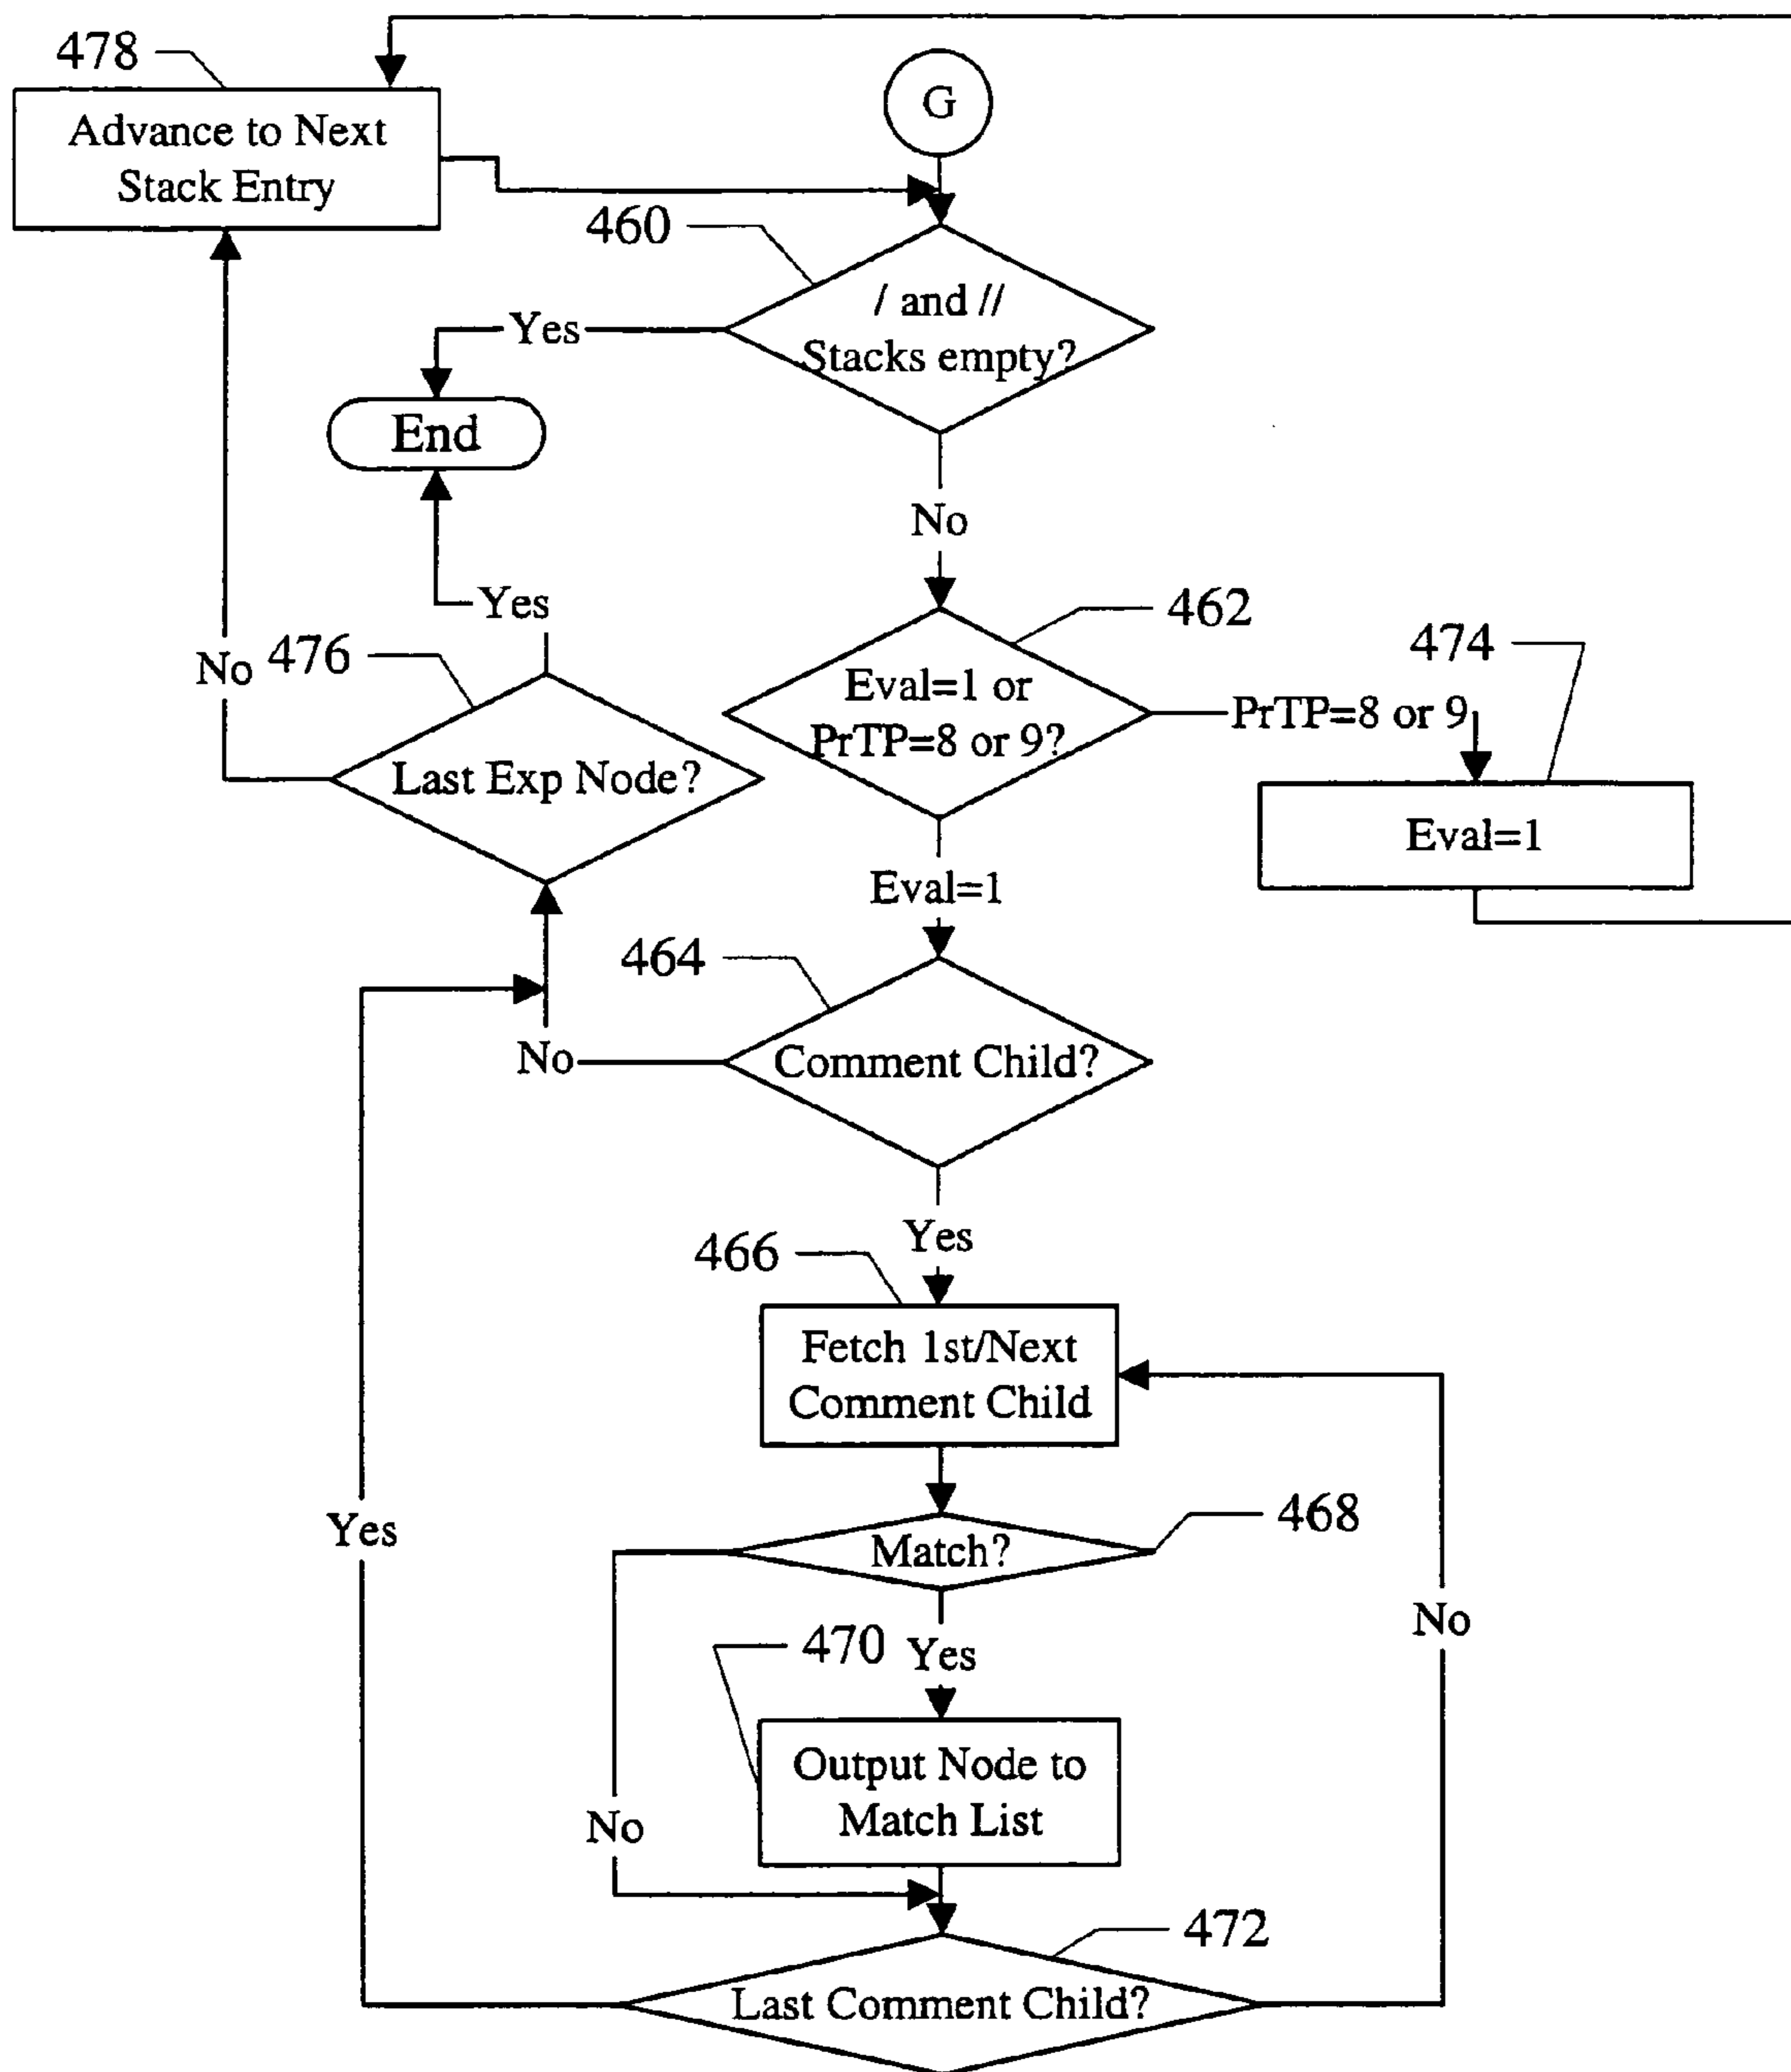 478
Advance to Next
Stack Entry
G
460
/ and //
Stacks empty?
Yes
End
No
Yes
462
476
No
474
Eval=1 or
PrTP=8 or 9?
PrTP=8 or 9
Last Exp Node?
Eval=1
Eval=1
464
No
Comment Child?
Yes
466
Fetch 1st/Next
Comment Child
468
Yes
Match?
No
470
Yes
Output Node to
Match List
No
472
Last Comment Child?